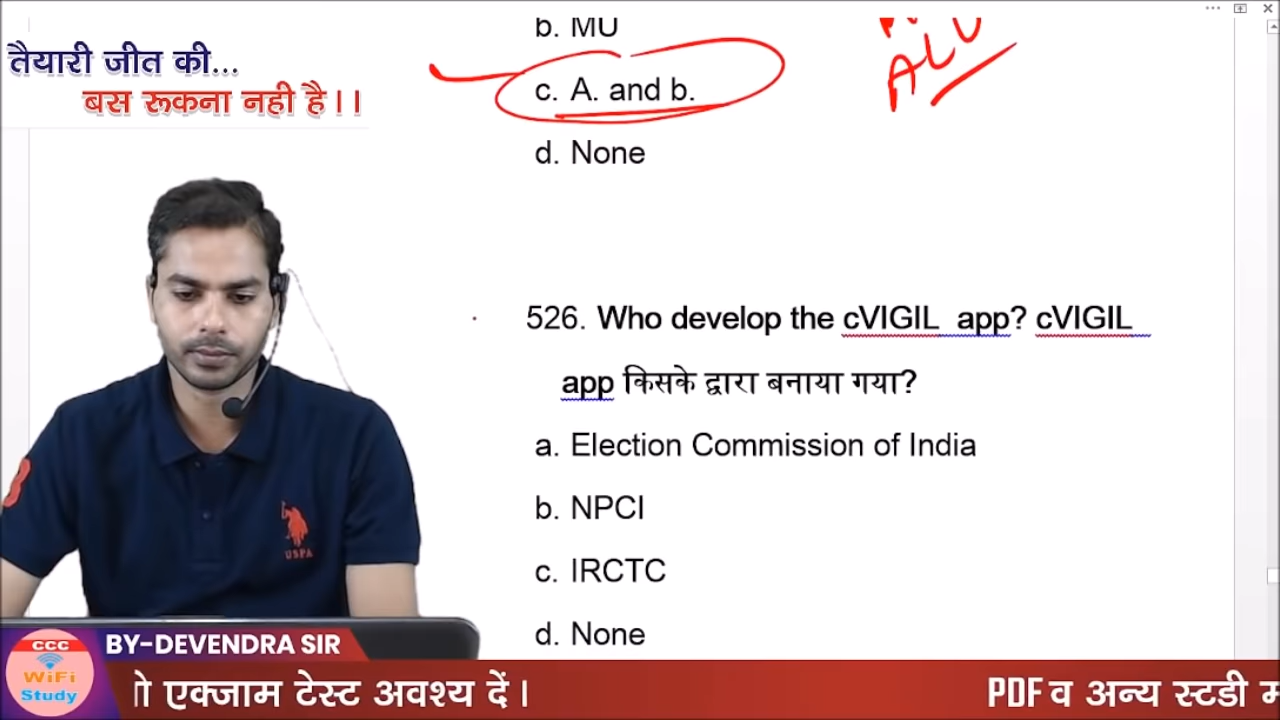 b. MU
ALU
तैयारी जीत की...
बस रूकना नही है।।
c. A. and b.
d. None
526. Who develop the cVIGIL app? cVIGIL
app किसके द्वारा बनाया गया?
a. Election Commission of India
b. NPCI
c. IRCTC
d. None
USPA
CCC
WiFi
Study
BY-DEVENDRA SIR
ो एक्जाम टेस्ट अवश्य दें।
PDF व अन्य स्टडी